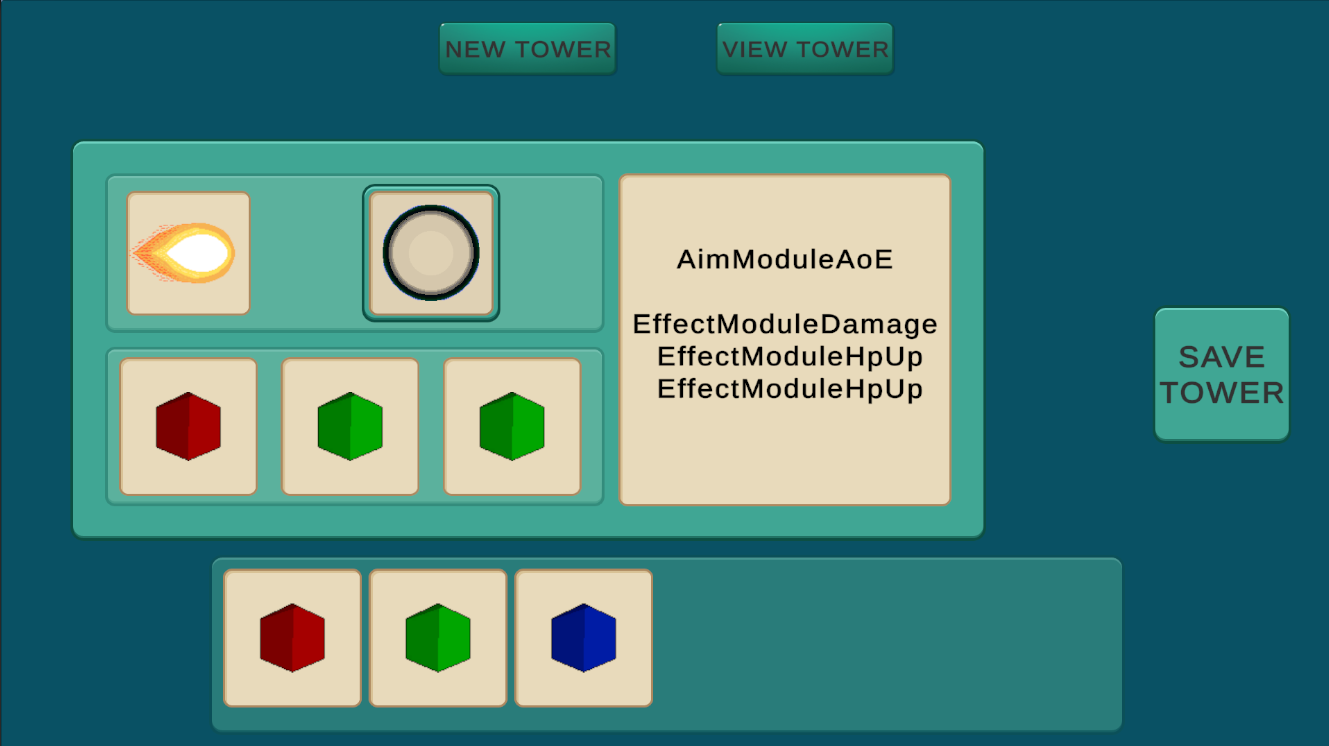 NEW TOWER
VIEW TOWER
AimModuleAoE
EffectModuleDamage
EffectModuleHpUp
EffectModuleHpUp
SAVE
TOWER